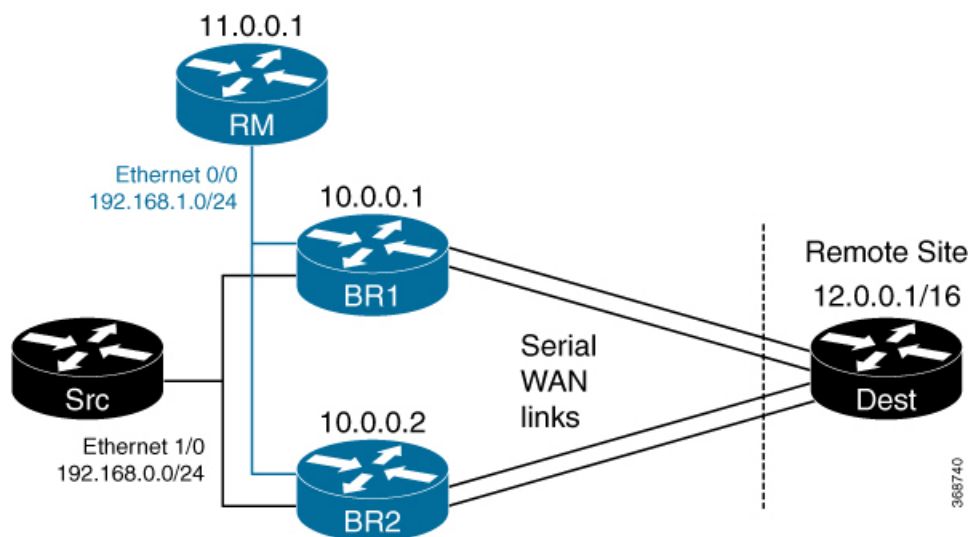 11.0.0.1
RM
Ethernet 0/0
192.168.1.0/24
10.0.0.1
BR1
Remote Site
12.0.0.1/16
Serial
WAN
links
Src
Dest
Ethernet 1/0
192.168.0.0/24
10.0.0.2
BR2
368740